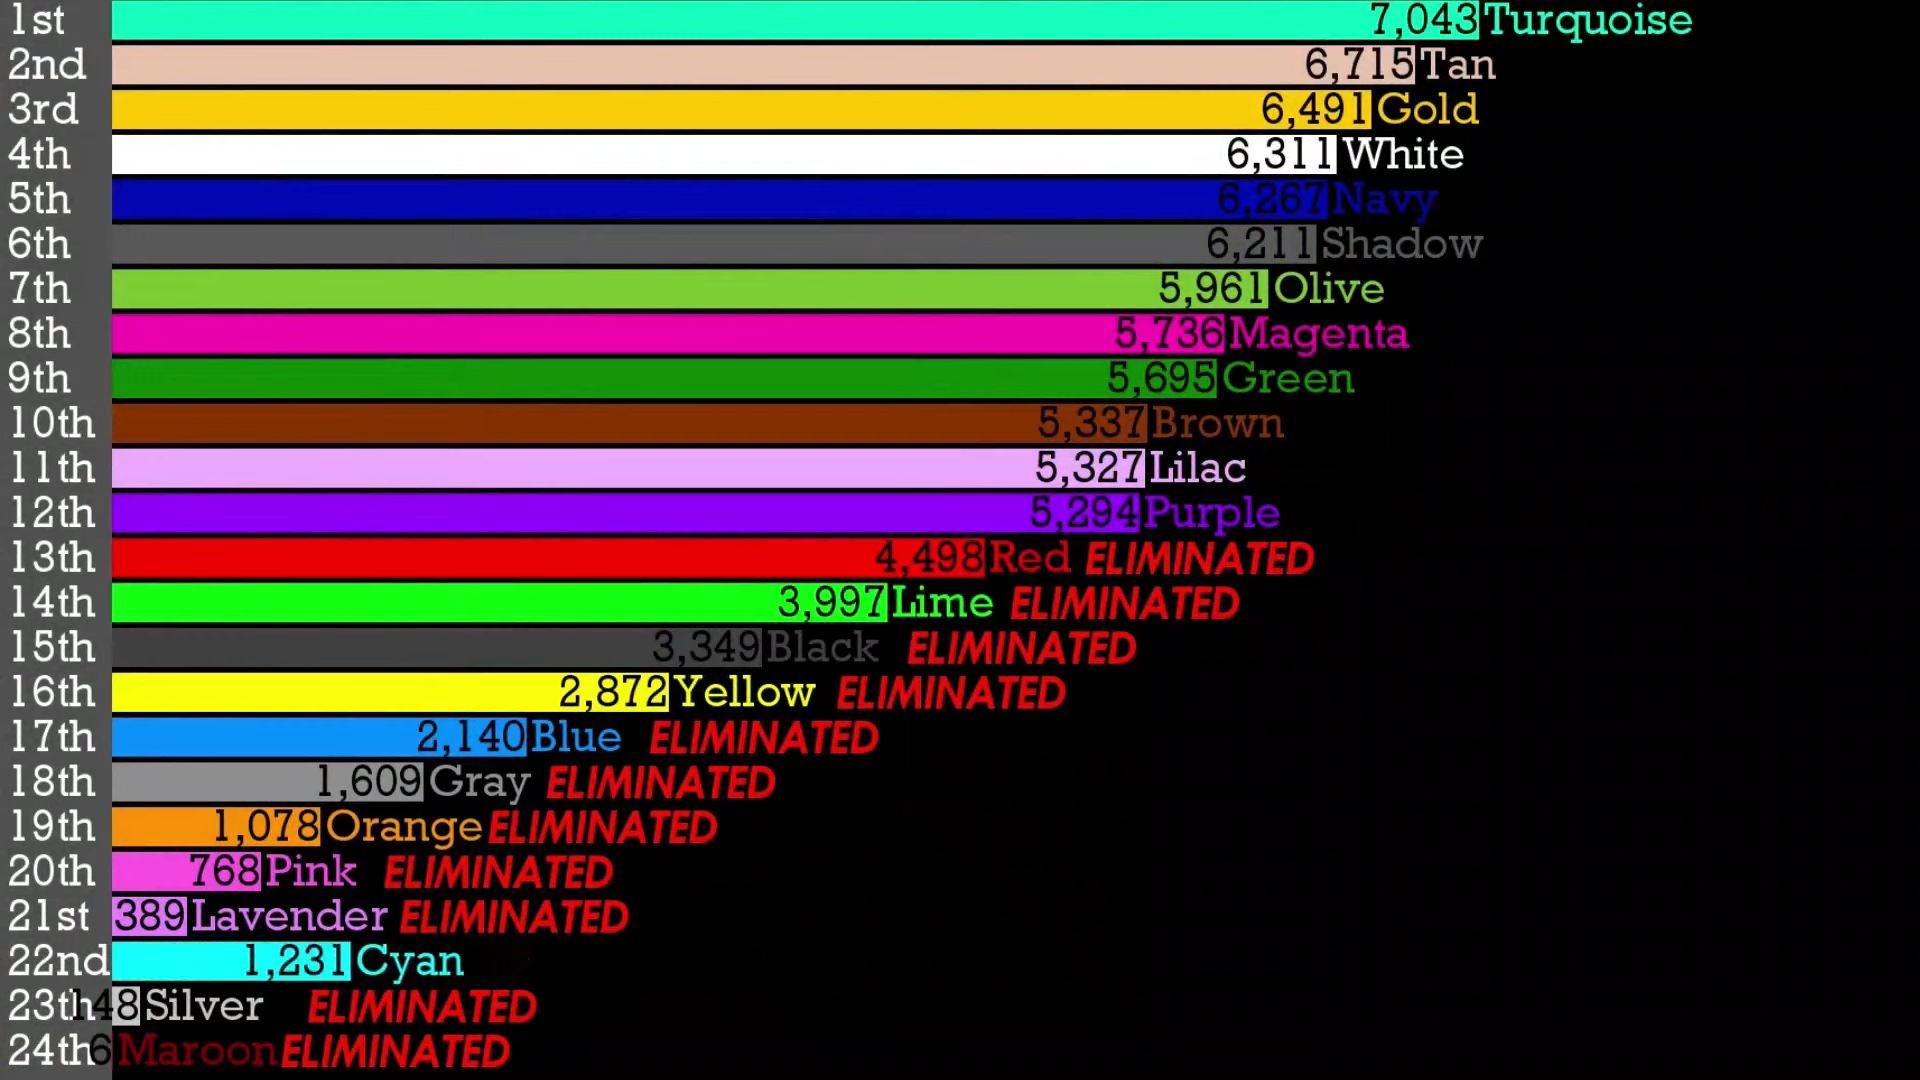 1st 7,043 Turquoise
2nd 6,715 Tan
3rd 6,491 Gold
4th 6,311 White
5th 6,267 Navy
6th 6,211 Shadow
7th 5,961 Olive
8th 5,736 Magenta
9th 5,695 Green
10th 5,337 Brown
11th 5,327 Lilac
12th 5,294 Purple
13th 4,498 Red ELIMINATED
14th 3,997 Lime ELIMINATED
15th 3,349 Black ELIMINATED
16th 2,872 Yellow ELIMINATED
17th 2,140 Blue ELIMINATED
18th 1,609 Gray ELIMINATED
19th 1,078 Orange ELIMINATED
20th 768 Pink ELIMINATED
21st 389 Lavender ELIMINATED
22nd 1,231 Cyan
23th 148 Silver ELIMINATED
24th 6 Maroon ELIMINATED